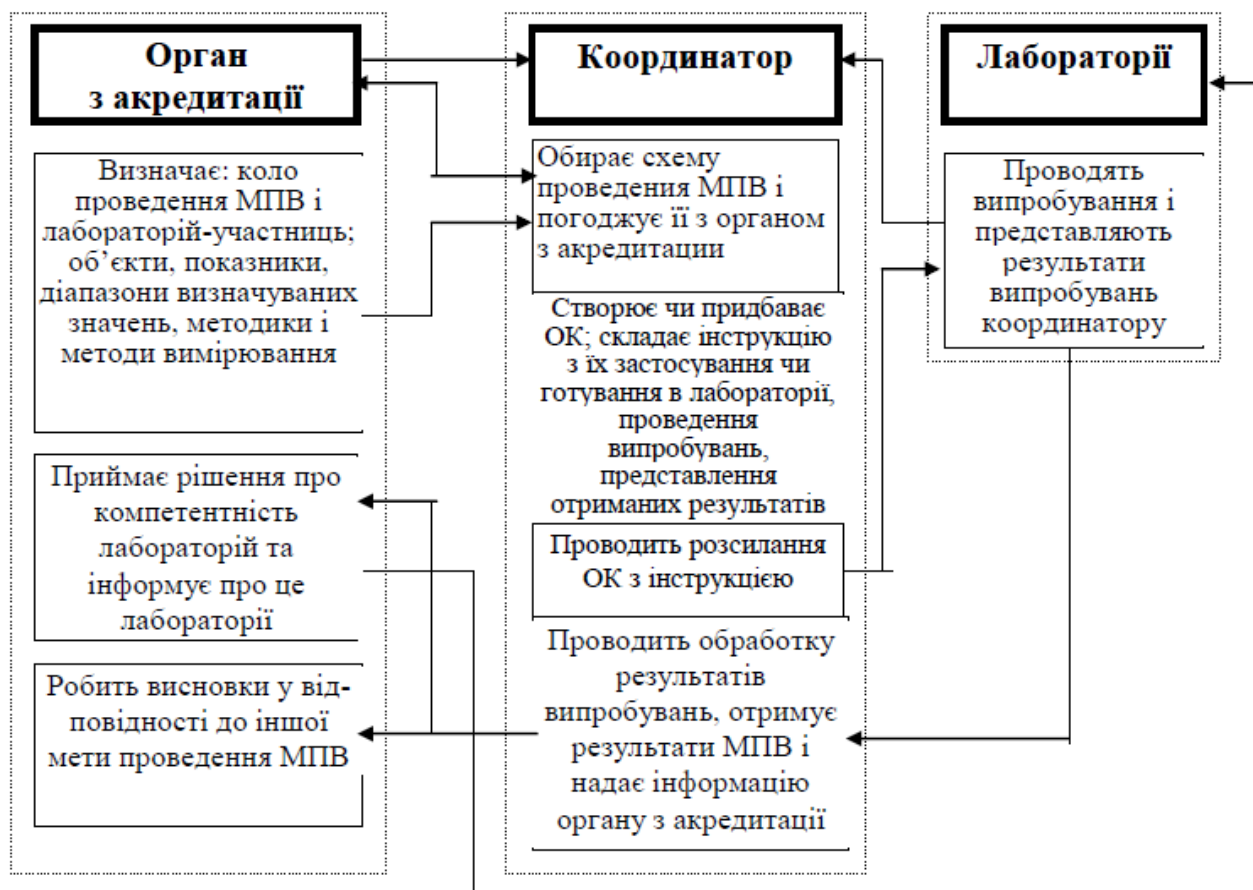 Орган
з акредитації
Визначає: коло
проведення МПВ і
лабораторій-участниць;
об’єкти, показники,
діапазони визначуваних
значень, методики і
методи вимірювання
Приймає рішення про
компетентність
лабораторій та
інформує про це
лабораторії
Робить висновки у від-
повідності до іншої
мети проведення МПВ
Координатор
Обирає схему
проведения МПВ і
погоджує її з органом
з акредитации
Створює чи придбаває
ОК; складає інструкцію
з їх застосування чи
готування в лабораторії,
проведення
випробувань,
представлення
отриманих результатів
Проводить розсилання
ОК з інструкцією
Проводить обработку
результатів
випробувань, отримує
результати МПВ і
надає інформацію
органу з акредитації
Лабораторії
Проводять
випробування і
представляють
результати
випробувань
координатору